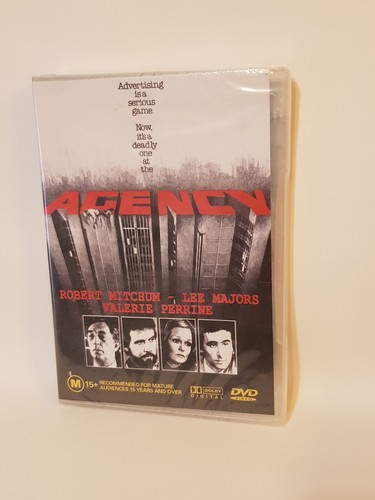 Advertising
is a
serious
game.
Now,
it's a
deadly
one
at the
AGENCY
ROBERT MITCHUM - LEE MAJORS
VALERIE PERRINE
M 15+ RECOMMENDED FOR MATURE
AUDIENCES 15 YEARS AND OVER
DOLBY
DIGITAL
DVD
VIDEO